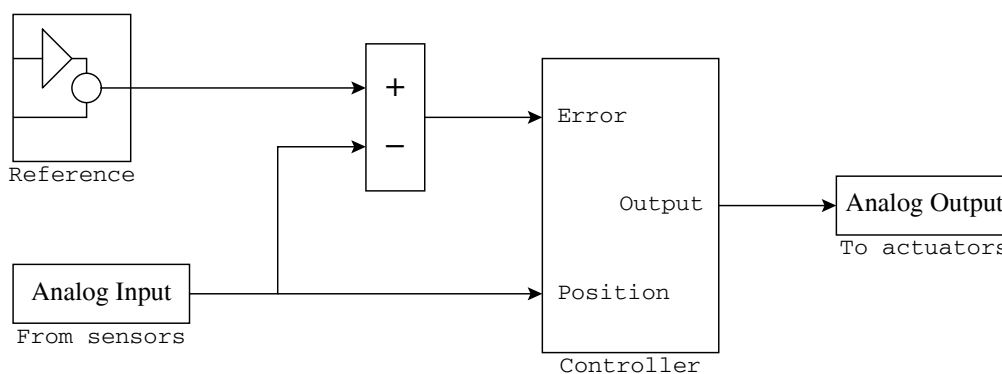 +
Error
−
Reference
Output
Analog Output
To actuators
Analog Input
Position
From sensors
Controller